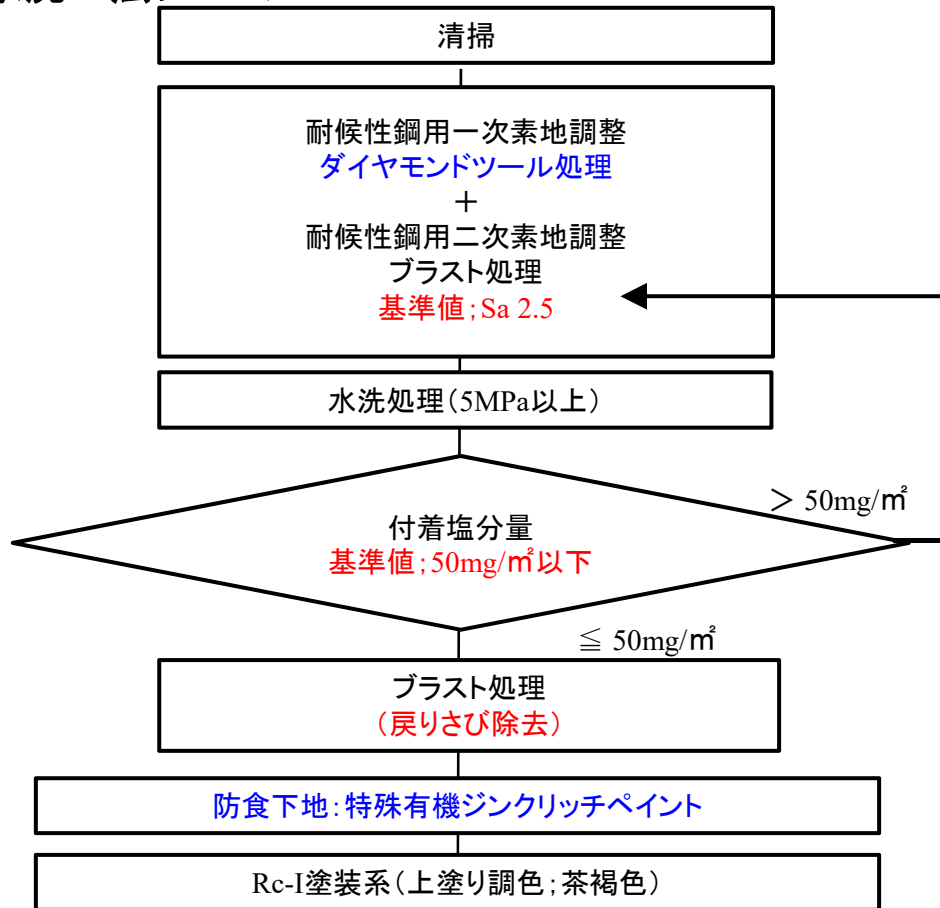 清掃
耐候性鋼用一次素地調整
ダイヤモンドツール処理
＋
耐候性鋼用二次素地調整
ブラスト処理
基準値；Sa 2.5
水洗処理（5MPa以上）
＞ 50mg/㎡
付着塩分量
基準値；50mg/㎡以下
≦ 50mg/㎡
ブラスト処理
（戻りさび除去）
防食下地：特殊有機ジンクリッチペイント
Rc-I塗装系（上塗り調色；茶褐色）